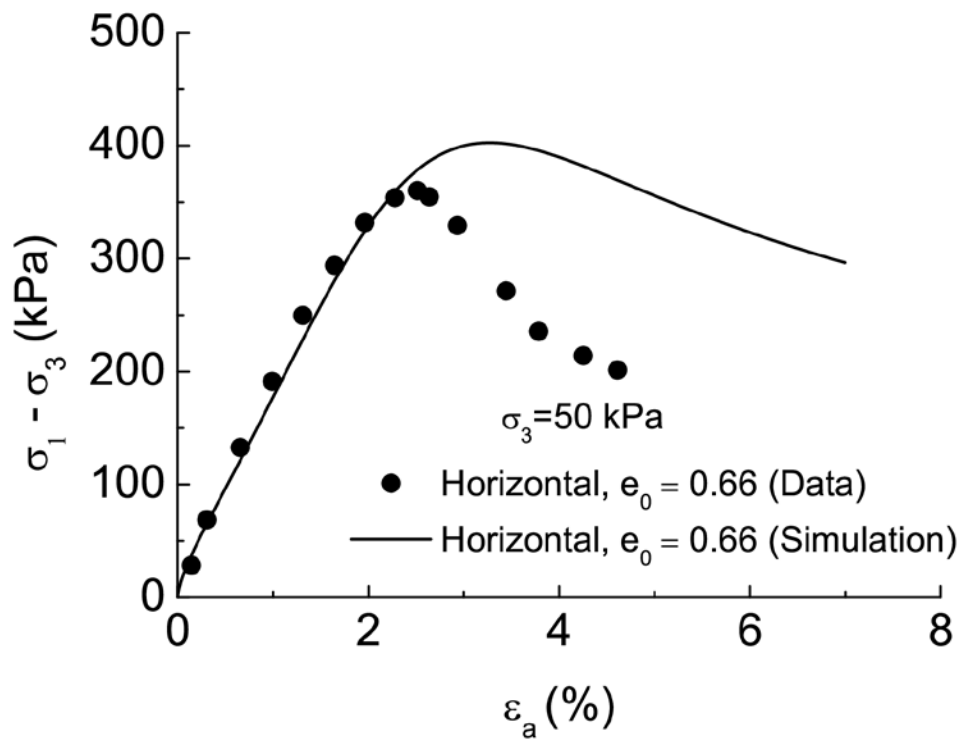 500
400
300
200
100
0
0 2 4 6 8
σ₁ - σ₃ (kPa)
εₐ (%)
σ₃=50 kPa
Horizontal, e₀ = 0.66 (Data)
Horizontal, e₀ = 0.66 (Simulation)